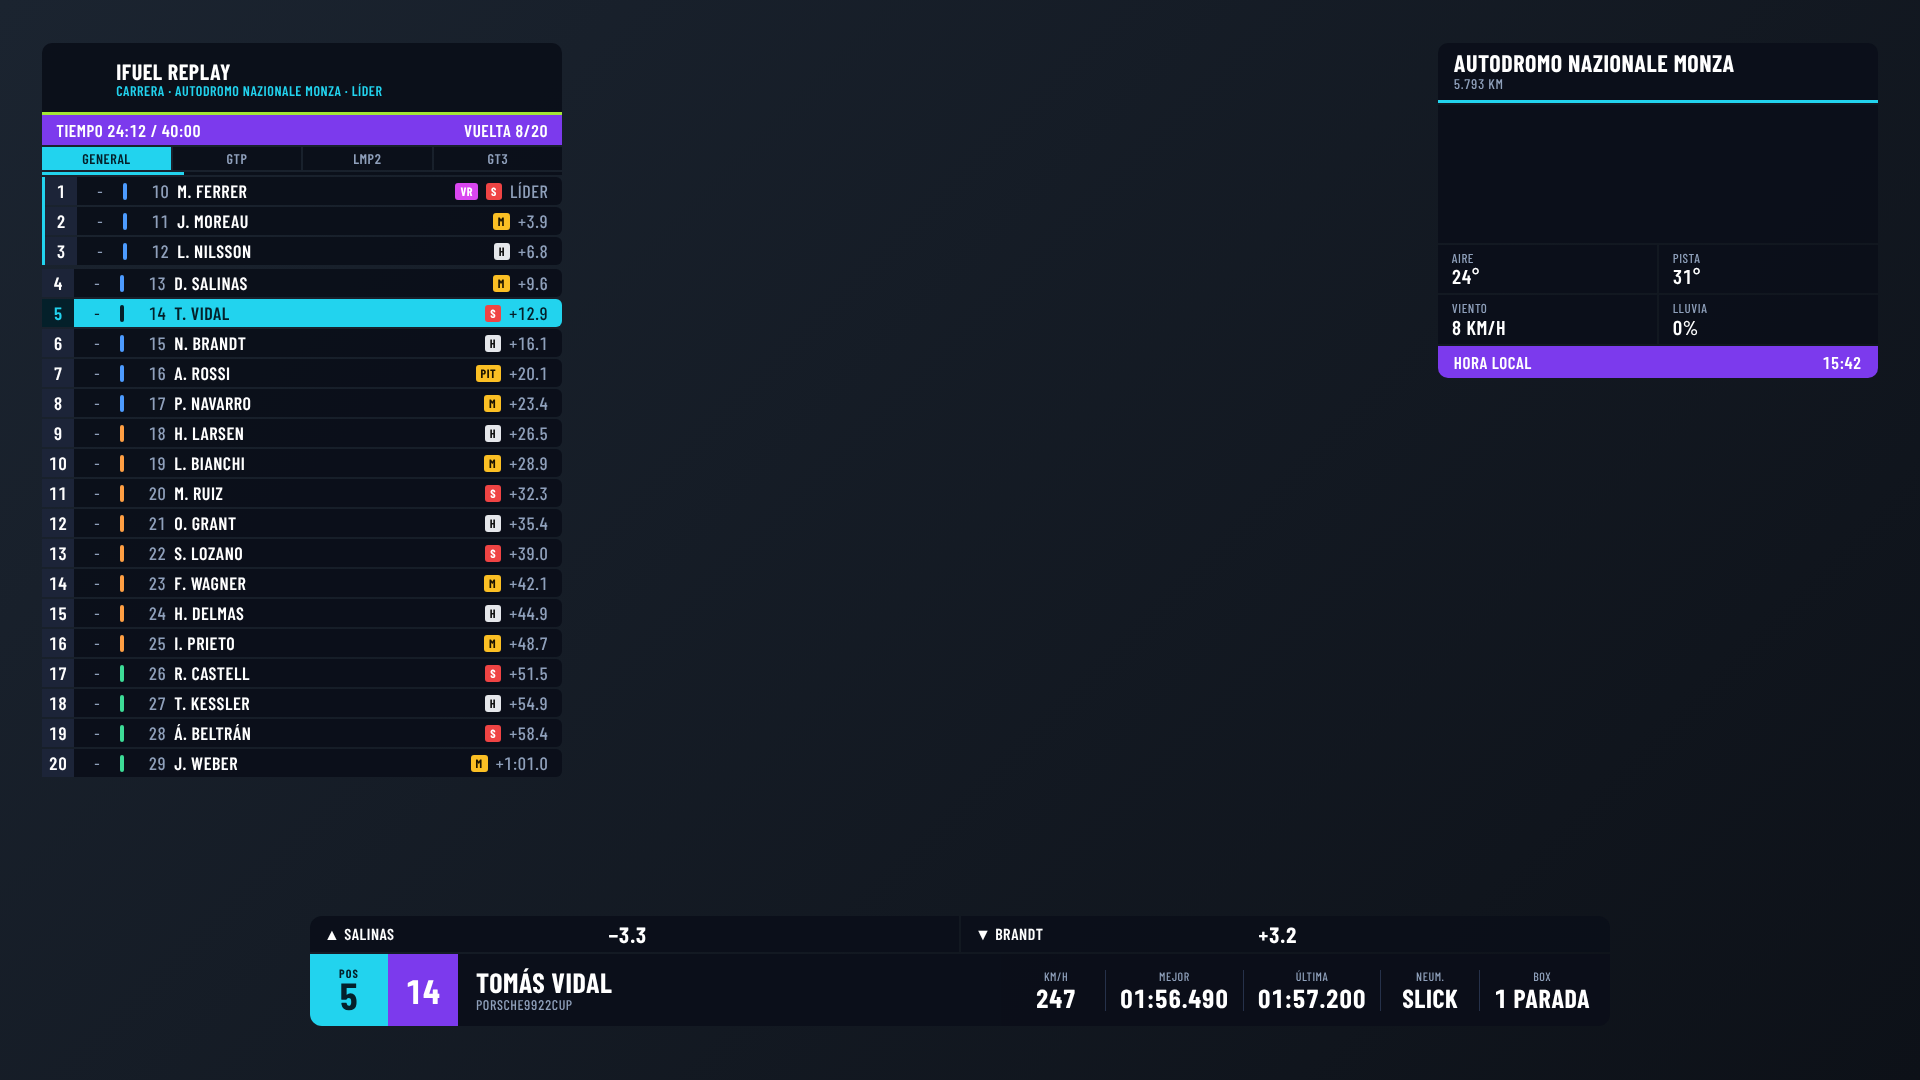 IFUEL REPLAY
CARRERA · AUTODROMO NAZIONALE MONZA · LÍDER
TIEMPO 24:12 / 40:00 VUELTA 8/20
GENERAL GTP LMP2 GT3
1 - 10 M. FERRER VR S LÍDER
2 - 11 J. MOREAU M +3.9
3 - 12 L. NILSSON H +6.8
4 - 13 D. SALINAS M +9.6
5 - 14 T. VIDAL S +12.9
6 - 15 N. BRANDT H +16.1
7 - 16 A. ROSSI PIT +20.1
8 - 17 P. NAVARRO M +23.4
9 - 18 H. LARSEN H +26.5
10 - 19 L. BIANCHI M +28.9
11 - 20 M. RUIZ S +32.3
12 - 21 O. GRANT H +35.4
13 - 22 S. LOZANO S +39.0
14 - 23 F. WAGNER M +42.1
15 - 24 H. DELMAS H +44.9
16 - 25 I. PRIETO M +48.7
17 - 26 R. CASTELL S +51.5
18 - 27 T. KESSLER H +54.9
19 - 28 Á. BELTRÁN S +58.4
20 - 29 J. WEBER M +1:01.0
AUTODROMO NAZIONALE MONZA
5.793 KM
AIRE PISTA
24° 31°
VIENTO LLUVIA
8 KM/H 0%
HORA LOCAL 15:42
▲ SALINAS −3.3 ▼ BRANDT +3.2
POS
5
14
TOMÁS VIDAL
PORSCHE9922CUP
KM/H MEJOR ÚLTIMA NEUM. BOX
247 01:56.490 01:57.200 SLICK 1 PARADA